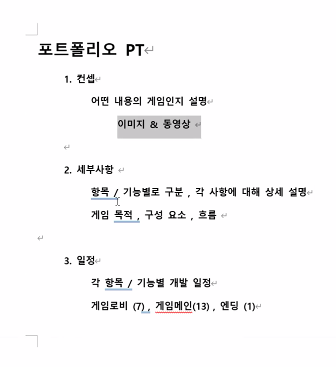 포트폴리오 PT
1. 컨셉
어떤 내용의 게임인지 설명
이미지 & 동영상
2. 세부사항
항목 / 기능별로 구분 , 각 사항에 대해 상세 설명
게임 목적 , 구성 요소 , 흐름
3. 일정
각 항목 / 기능별 개발 일정
게임로비 (7) , 게임메인(13) , 엔딩 (1)